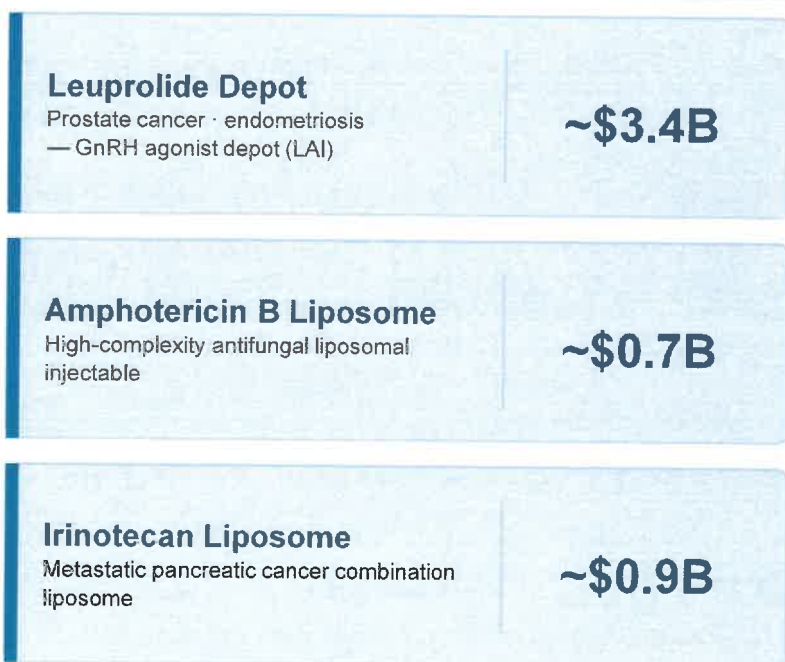 Leuprolide Depot
Prostate cancer · endometriosis
— GnRH agonist depot (LAI)
~$3.4B
Amphotericin B Liposome
High-complexity antifungal liposomal
injectable
~$0.7B
Irinotecan Liposome
Metastatic pancreatic cancer combination
liposome
~$0.9B